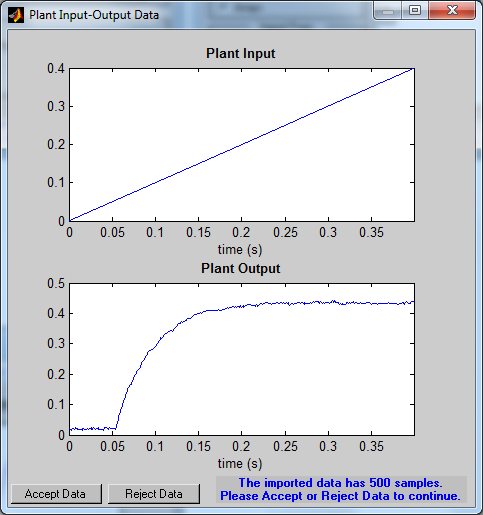 Plant Input-Output Data
Plant Input
0.4
0.3
0.2
0.1
0
0 0.05 0.1 0.15 0.2 0.25 0.3 0.35
time (s)
Plant Output
0.5
0.4
0.3
0.2
0.1
0
0 0.05 0.1 0.15 0.2 0.25 0.3 0.35
time (s)
The imported data has 500 samples.
Accept Data Reject Data Please Accept or Reject Data to continue.